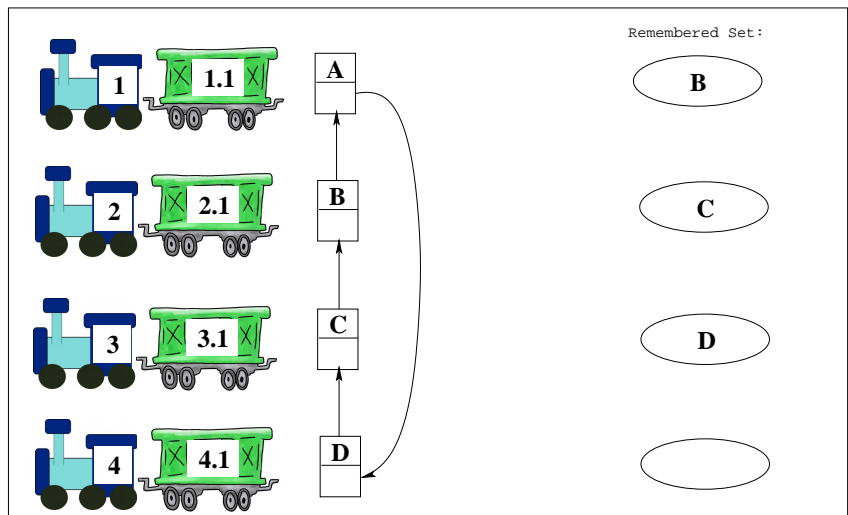 Remembered Set:
1 1.1 A B
2 2.1 B C
3 3.1 C D
4 4.1 D